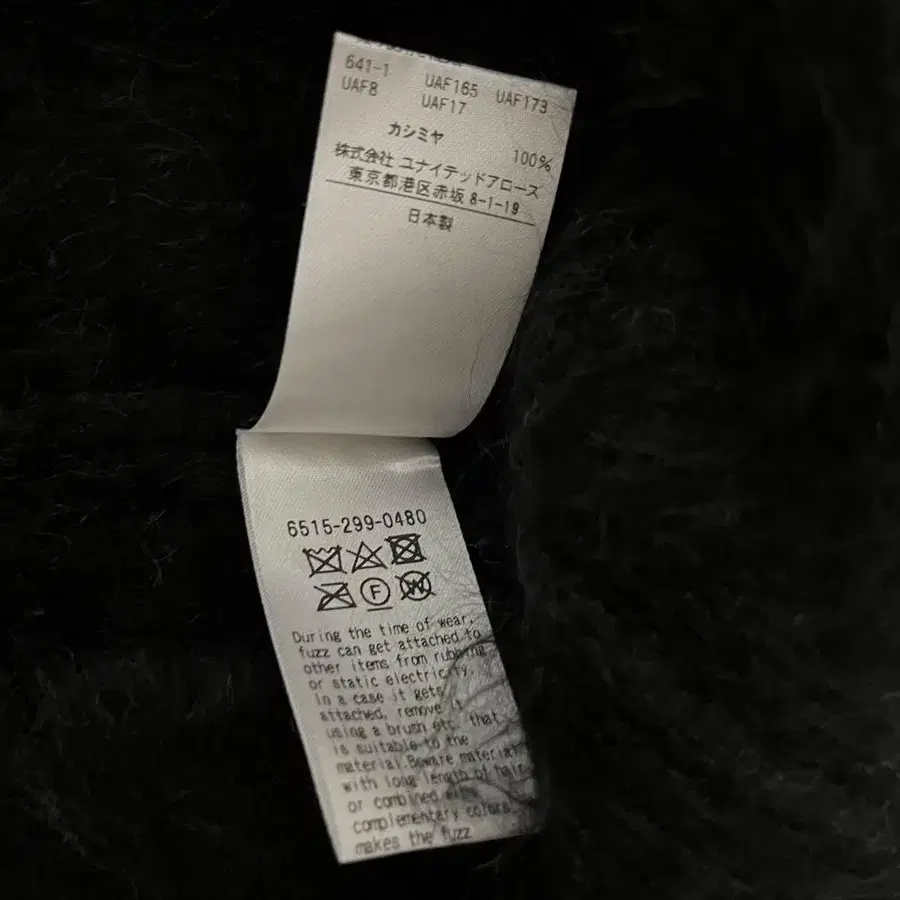 641-1 UAF165 UAF173
UAF8 UAF17
カシミヤ
100%
株式会社 ユナイテッドアローズ
東京都港区赤坂 8-1-19
日本製
6515-299-0480
F
W
During the time of wear,
fuzz can get attached to
other items from rubbing
or static electricity.
In a case it gets
attached, remove it
using a brush etc. that
is suitable to the
material.Beware material
with long length of hair
or combined
complementary colors
makes the fuzz